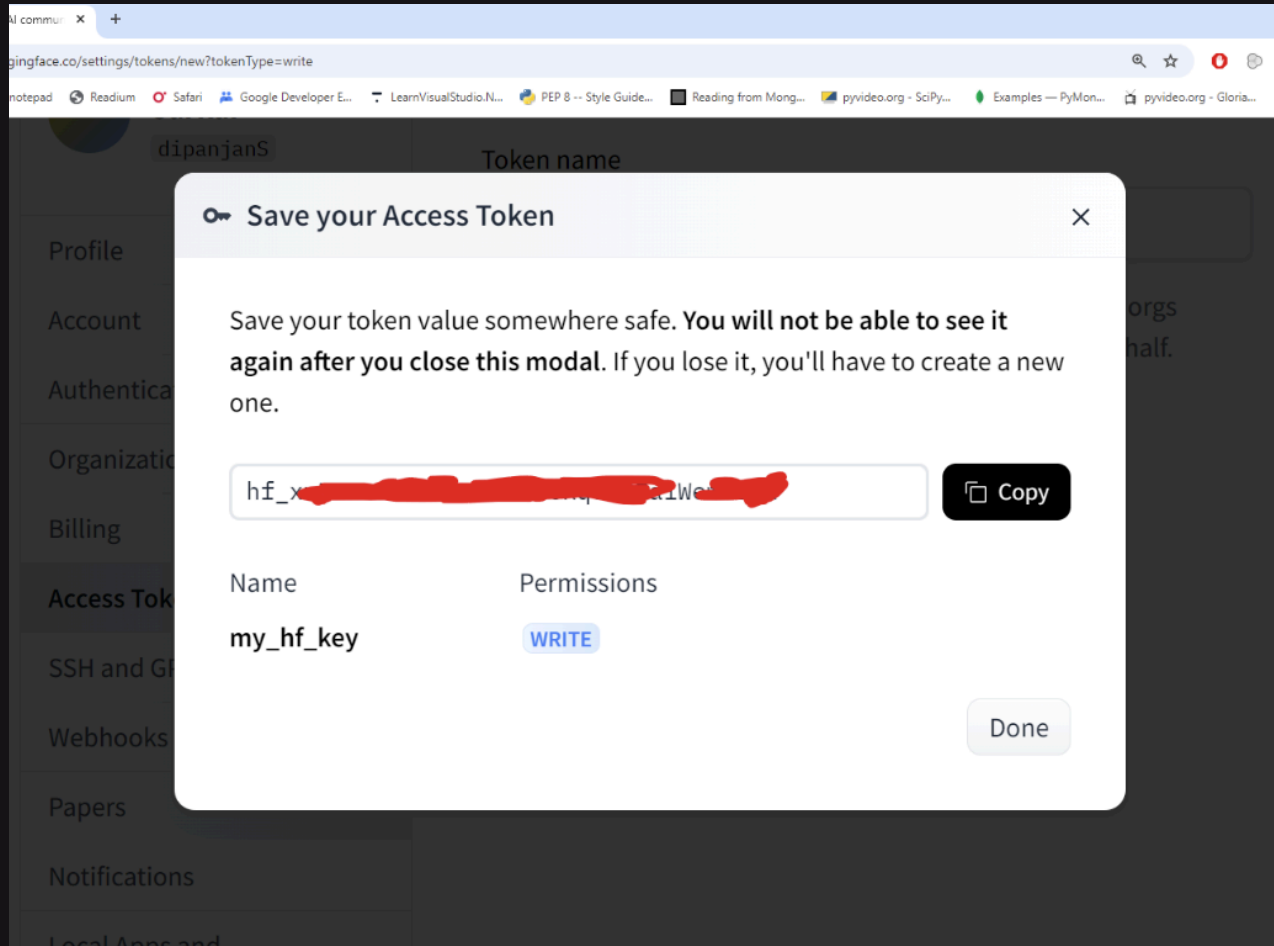 AI commun
gingface.co/settings/tokens/new?tokenType=write
notepad Readium Safari Google Developer E... LearnVisualStudio.N... PEP 8 -- Style Guide... Reading from Mong... pyvideo.org - SciPy... Examples — PyMon... pyvideo.org - Gloria...
dipanjanS
Token name
Save your Access Token
Profile
Account
Authentica
Organizatio
Billing
Access Tok
SSH and GP
Webhooks
Papers
Notifications
Local Apps and
orgs
half.
Save your token value somewhere safe. You will not be able to see it
again after you close this modal. If you lose it, you'll have to create a new
one.
hf_x
Copy
Name Permissions
my_hf_key WRITE
Done